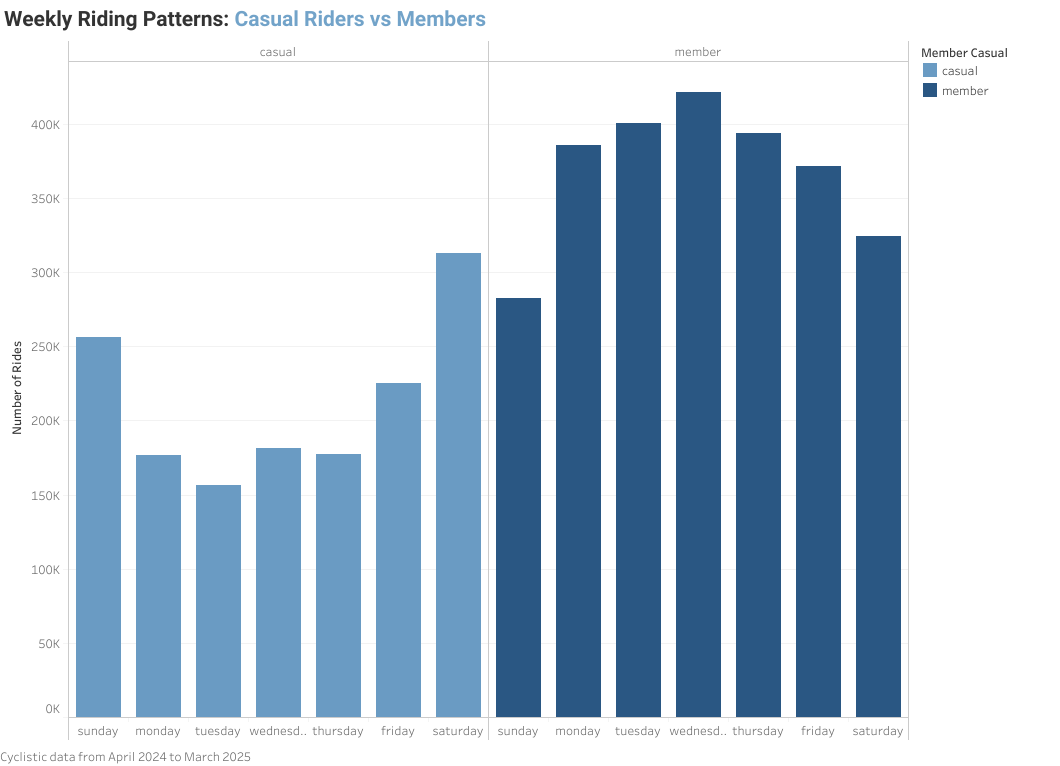 Weekly Riding Patterns: Casual Riders vs Members
casual member
Member Casual
casual
member
Number of Rides
400K
350K
300K
250K
200K
150K
100K
50K
0K
sunday monday tuesday wednesd.. thursday friday saturday sunday monday tuesday wednesd.. thursday friday saturday
Cyclistic data from April 2024 to March 2025